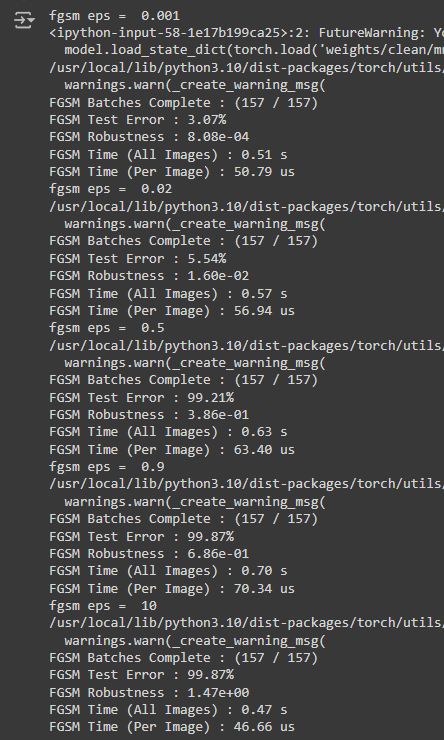 fgsm eps =  0.001
<ipython-input-58-1e17b199ca25>:2: FutureWarning: Yo
  model.load_state_dict(torch.load('weights/clean/mn
/usr/local/lib/python3.10/dist-packages/torch/utils/
  warnings.warn(_create_warning_msg(
FGSM Batches Complete : (157 / 157)
FGSM Test Error : 3.07%
FGSM Robustness : 8.08e-04
FGSM Time (All Images) : 0.51 s
FGSM Time (Per Image) : 50.79 us
fgsm eps =  0.02
/usr/local/lib/python3.10/dist-packages/torch/utils/
  warnings.warn(_create_warning_msg(
FGSM Batches Complete : (157 / 157)
FGSM Test Error : 5.54%
FGSM Robustness : 1.60e-02
FGSM Time (All Images) : 0.57 s
FGSM Time (Per Image) : 56.94 us
fgsm eps =  0.5
/usr/local/lib/python3.10/dist-packages/torch/utils/
  warnings.warn(_create_warning_msg(
FGSM Batches Complete : (157 / 157)
FGSM Test Error : 99.21%
FGSM Robustness : 3.86e-01
FGSM Time (All Images) : 0.63 s
FGSM Time (Per Image) : 63.40 us
fgsm eps =  0.9
/usr/local/lib/python3.10/dist-packages/torch/utils/
  warnings.warn(_create_warning_msg(
FGSM Batches Complete : (157 / 157)
FGSM Test Error : 99.87%
FGSM Robustness : 6.86e-01
FGSM Time (All Images) : 0.70 s
FGSM Time (Per Image) : 70.34 us
fgsm eps =  10
/usr/local/lib/python3.10/dist-packages/torch/utils/
  warnings.warn(_create_warning_msg(
FGSM Batches Complete : (157 / 157)
FGSM Test Error : 99.87%
FGSM Robustness : 1.47e+00
FGSM Time (All Images) : 0.47 s
FGSM Time (Per Image) : 46.66 us